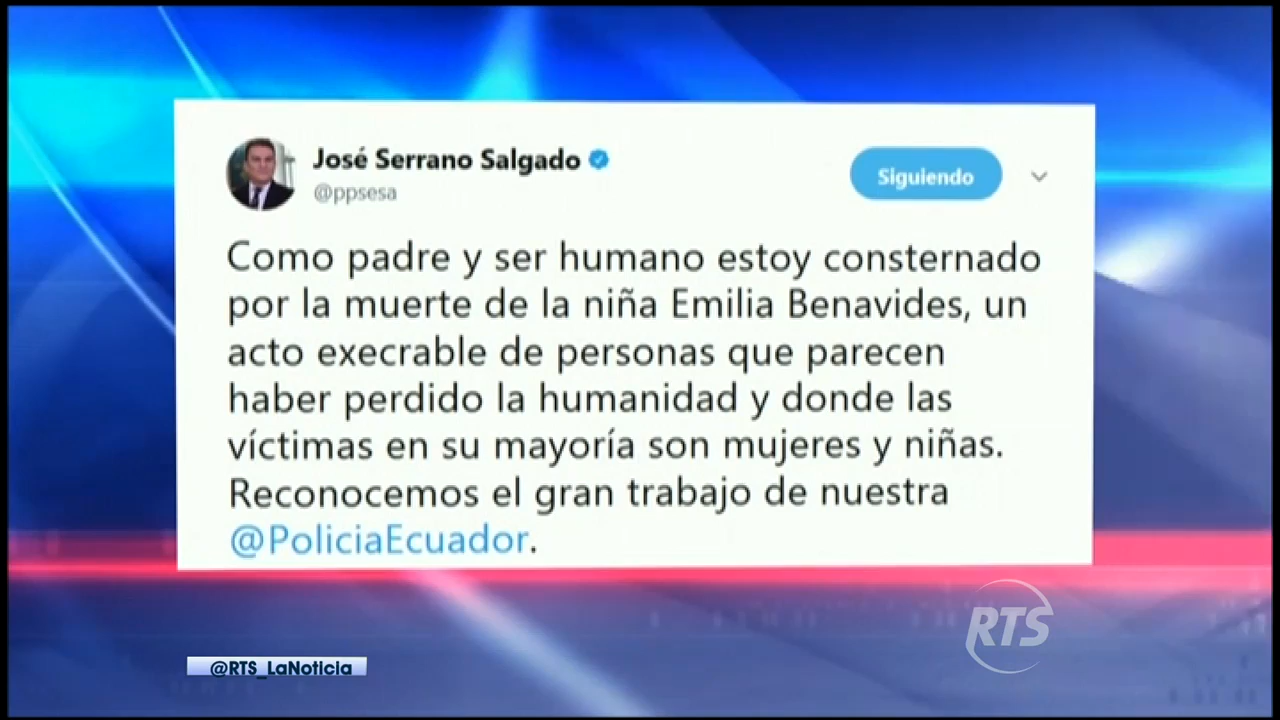 José Serrano Salgado
@ppsesa
Siguiendo
Como padre y ser humano estoy consternado
por la muerte de la niña Emilia Benavides, un
acto execrable de personas que parecen
haber perdido la humanidad y donde las
víctimas en su mayoría son mujeres y niñas.
Reconocemos el gran trabajo de nuestra
@PoliciaEcuador.
RTS
@RTS_LaNoticia